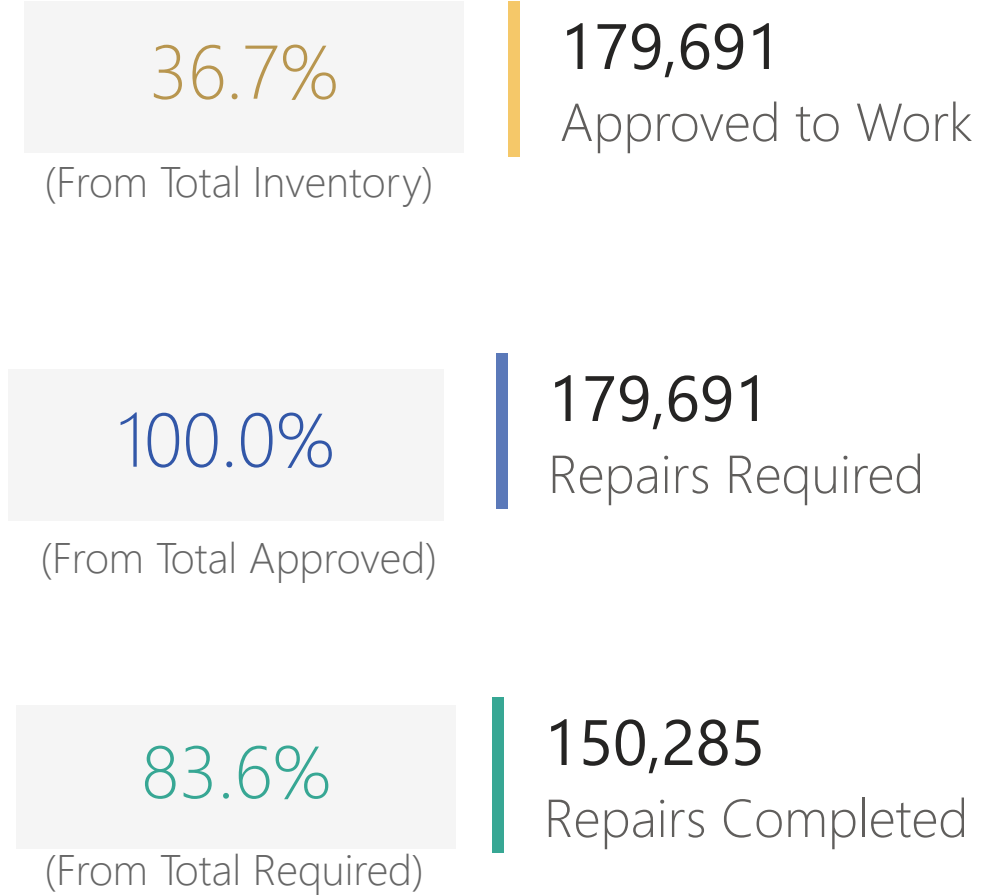 36.7%
179,691
Approved to Work
(From Total Inventory)
100.0%
179,691
Repairs Required
(From Total Approved)
83.6%
150,285
Repairs Completed
(From Total Required)